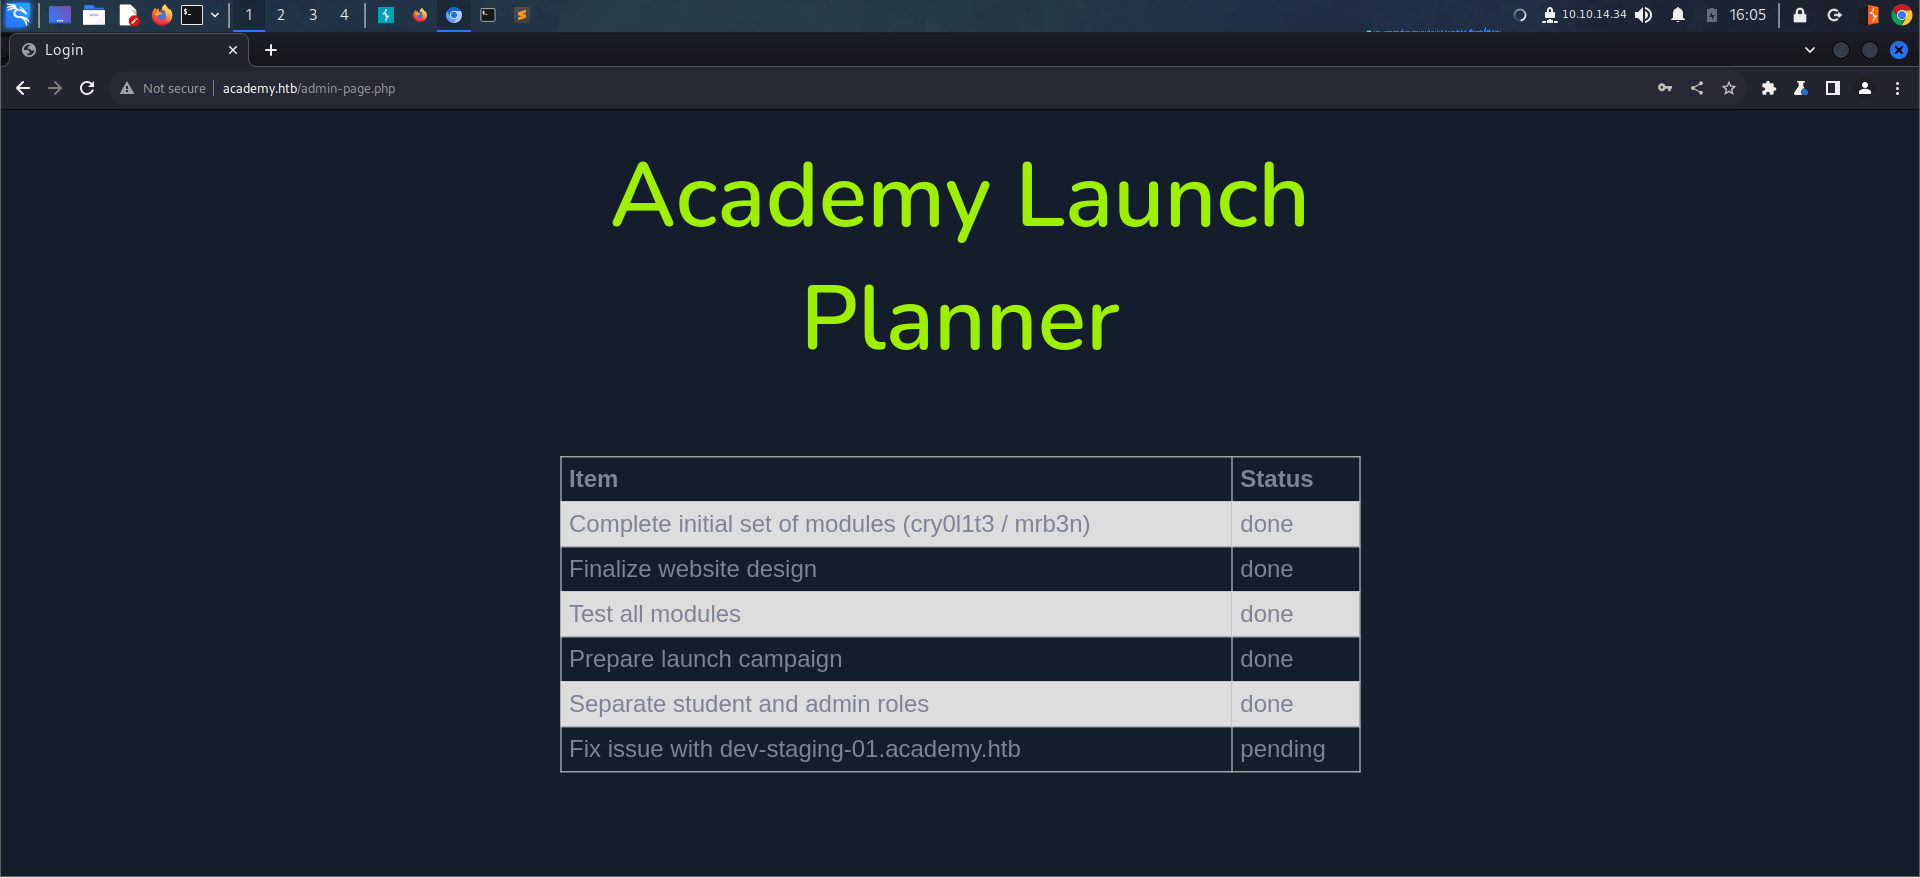 1 2 3 4 10.10.14.34 16:05
Login
Not secure academy.htb/admin-page.php
Academy Launch
Planner
Item Status
Complete initial set of modules (cry0l1t3 / mrb3n) done
Finalize website design done
Test all modules done
Prepare launch campaign done
Separate student and admin roles done
Fix issue with dev-staging-01.academy.htb pending